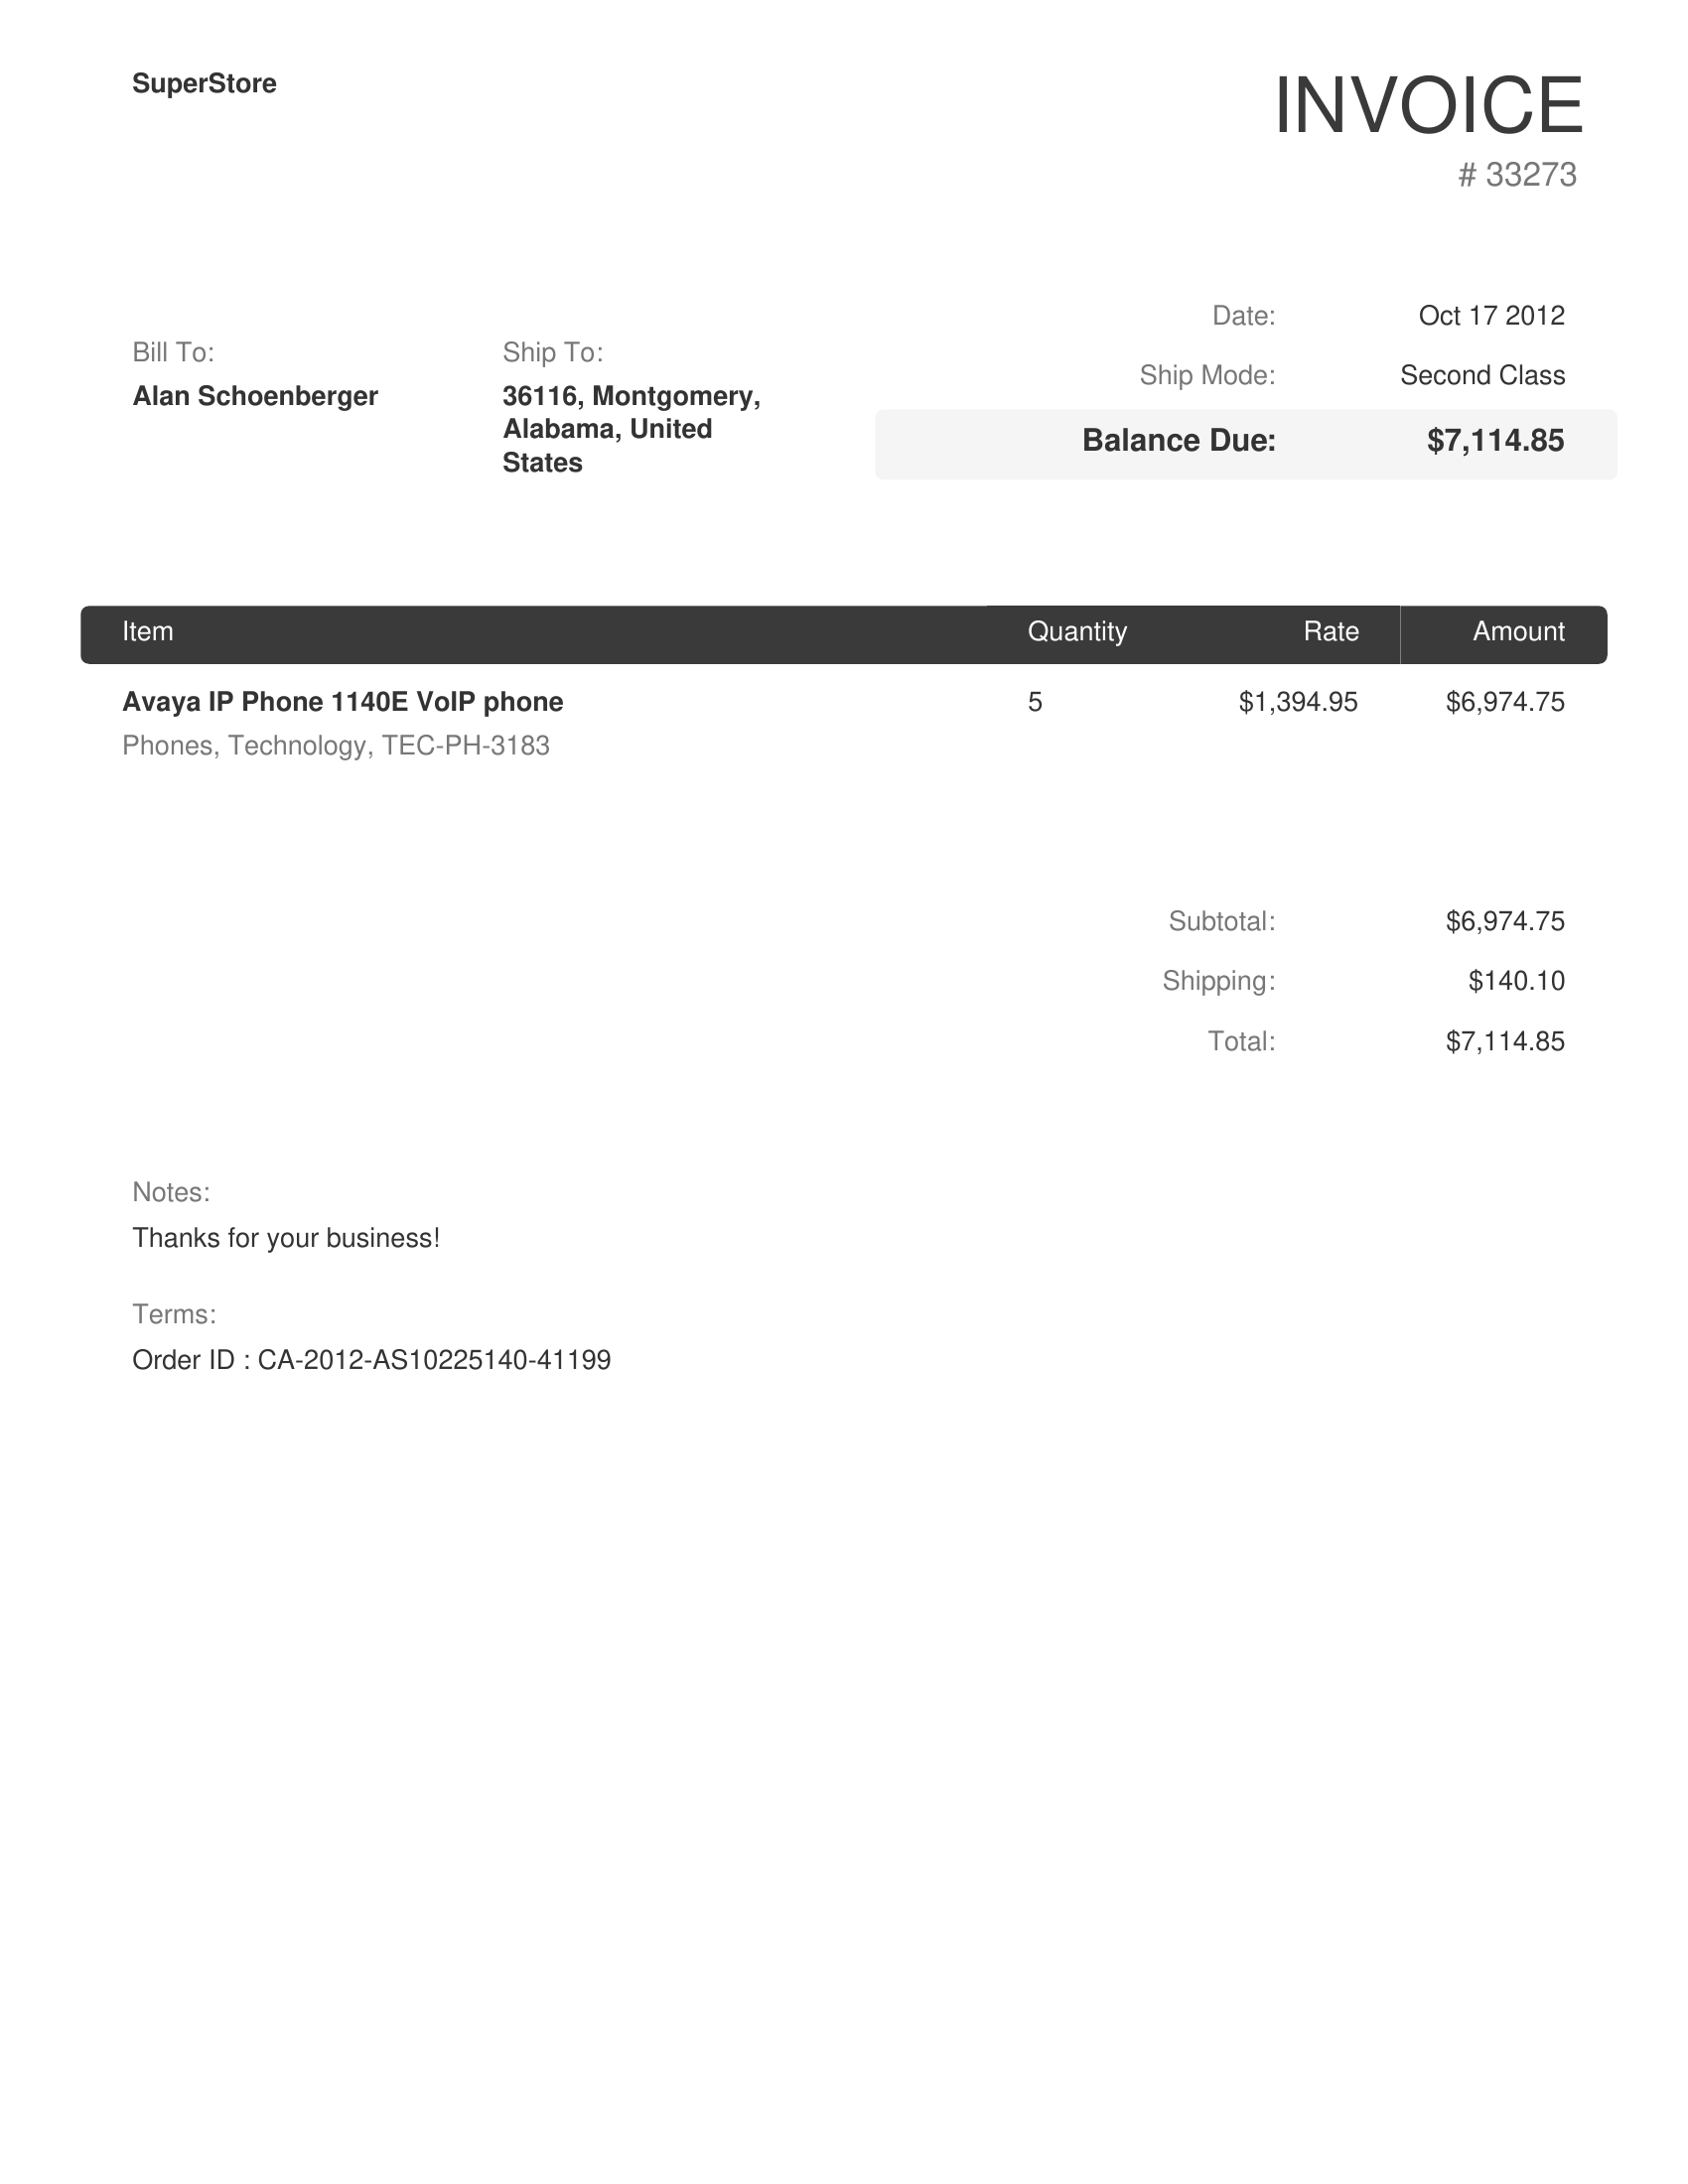 SuperStore
INVOICE
# 33273
Date: Oct 17 2012
Ship Mode: Second Class
Balance Due: $7,114.85
Bill To:
Alan Schoenberger
Ship To:
36116, Montgomery,
Alabama, United
States
Item Quantity Rate Amount
Avaya IP Phone 1140E VoIP phone 5 $1,394.95 $6,974.75
Phones, Technology, TEC-PH-3183
Subtotal: $6,974.75
Shipping: $140.10
Total: $7,114.85
Notes:
Thanks for your business!
Terms:
Order ID : CA-2012-AS10225140-41199